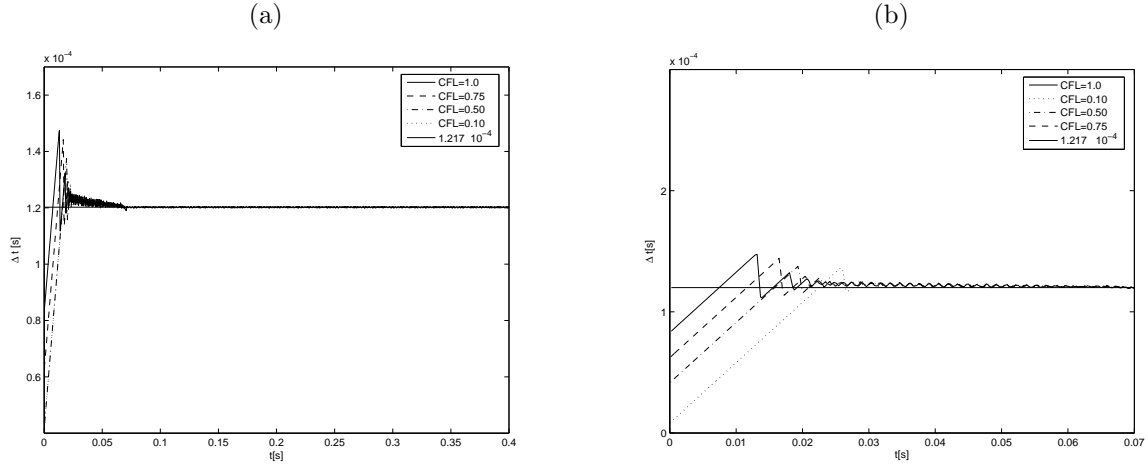 (a)
x 10⁻⁴
1.6
1.4
1.2
1
0.8
0.6
0.4
0
0.05
0.1
0.15
0.2
0.25
0.3
0.35
0.4
t[s]
Δ t [s]
CFL=1.0
CFL=0.75
CFL=0.50
CFL=0.10
1.217 10⁻⁴
(b)
x 10⁻⁴
2
1
0
0
0.01
0.02
0.03
0.04
0.05
0.06
0.07
t[s]
Δ t[s]
CFL=1.0
CFL=0.10
CFL=0.50
CFL=0.75
1.217 10⁻⁴